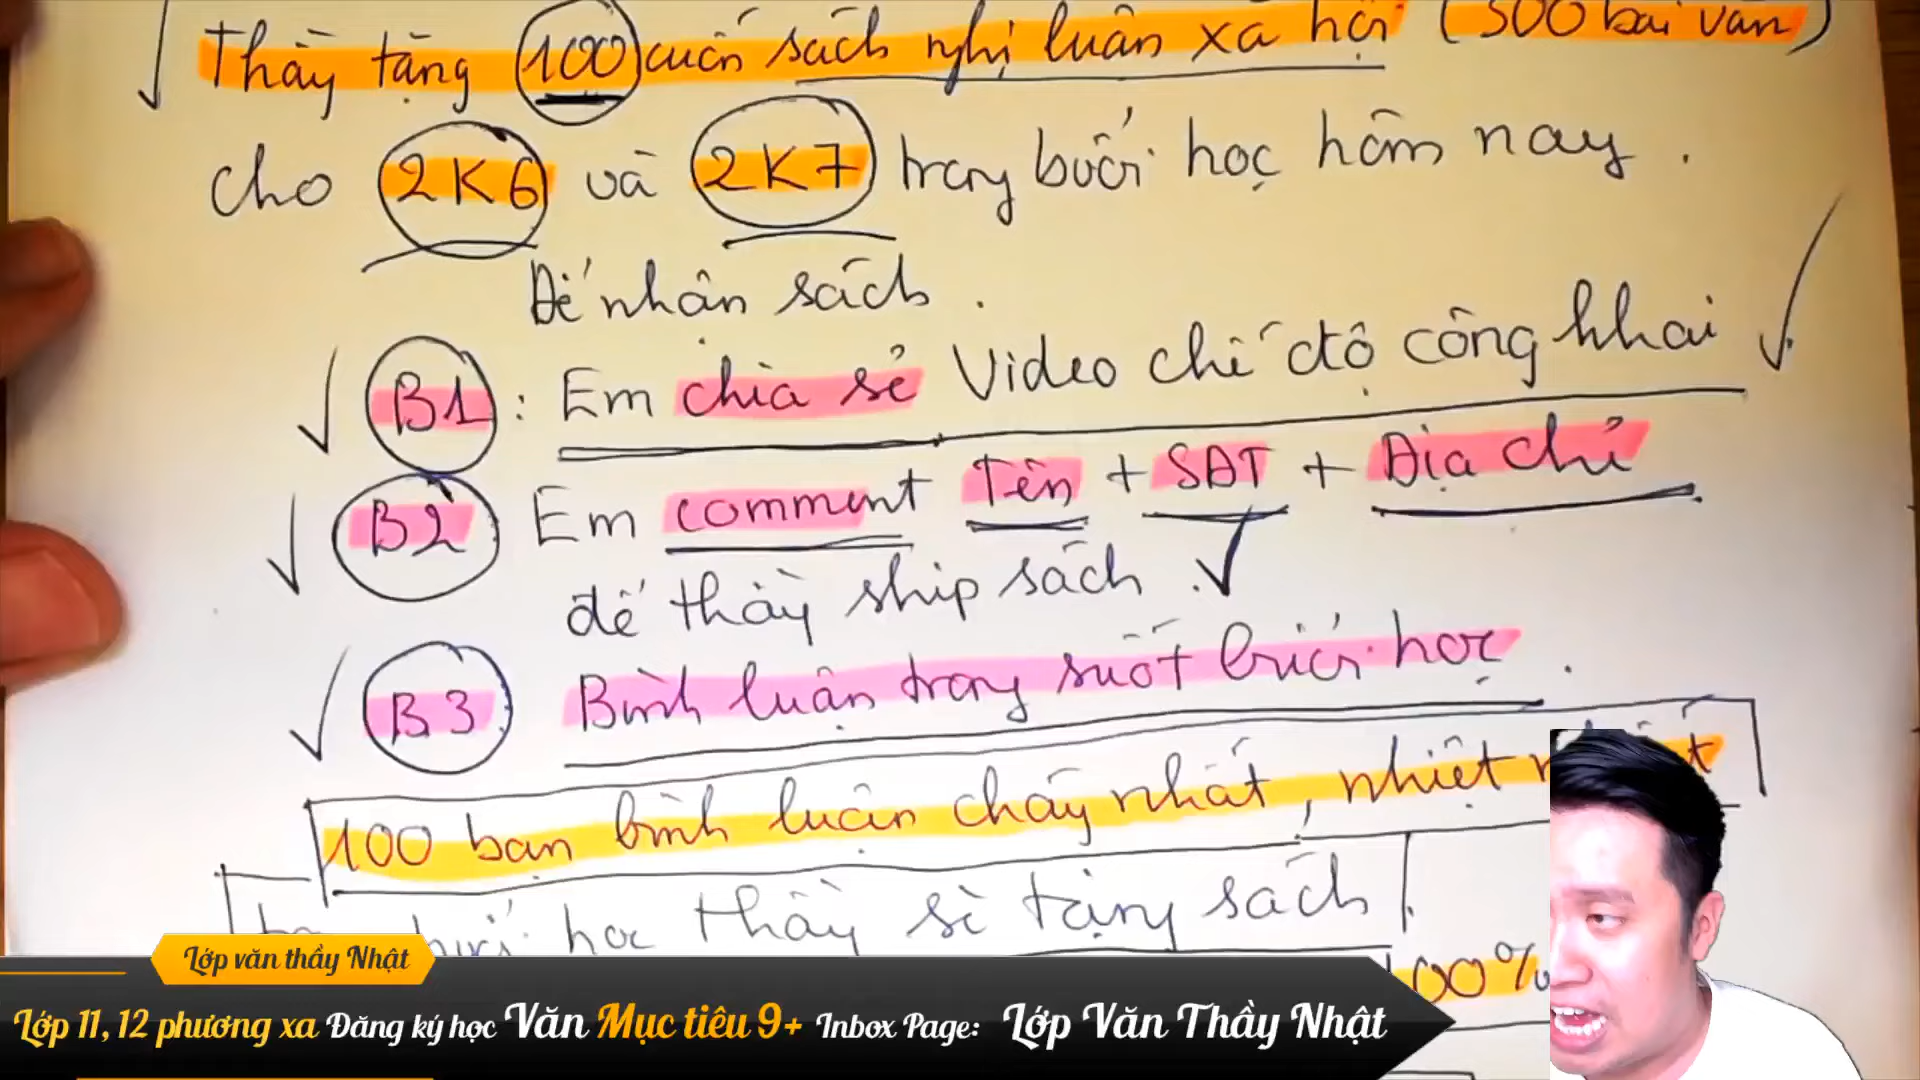 Thầy tặng 100 cuốn sách nghị luận xã hội (500 bài văn)
cho 2K6 và 2K7 trong buổi học hôm nay.
Để nhận sách.
B1: Em chia sẻ Video chế độ công khai
B2 Em comment Tên + SĐT + Địa chỉ
để thầy ship sách.
B3 Bình luận trong suốt buổi học.
100 bạn bình luận cháy nhất, nhiệt
buổi học thầy sẽ tặng sách
00%
Lớp văn thầy Nhật
Lớp 11, 12 phương xa Đăng ký học Văn Mục tiêu 9+ Inbox Page: Lớp Văn Thầy Nhật